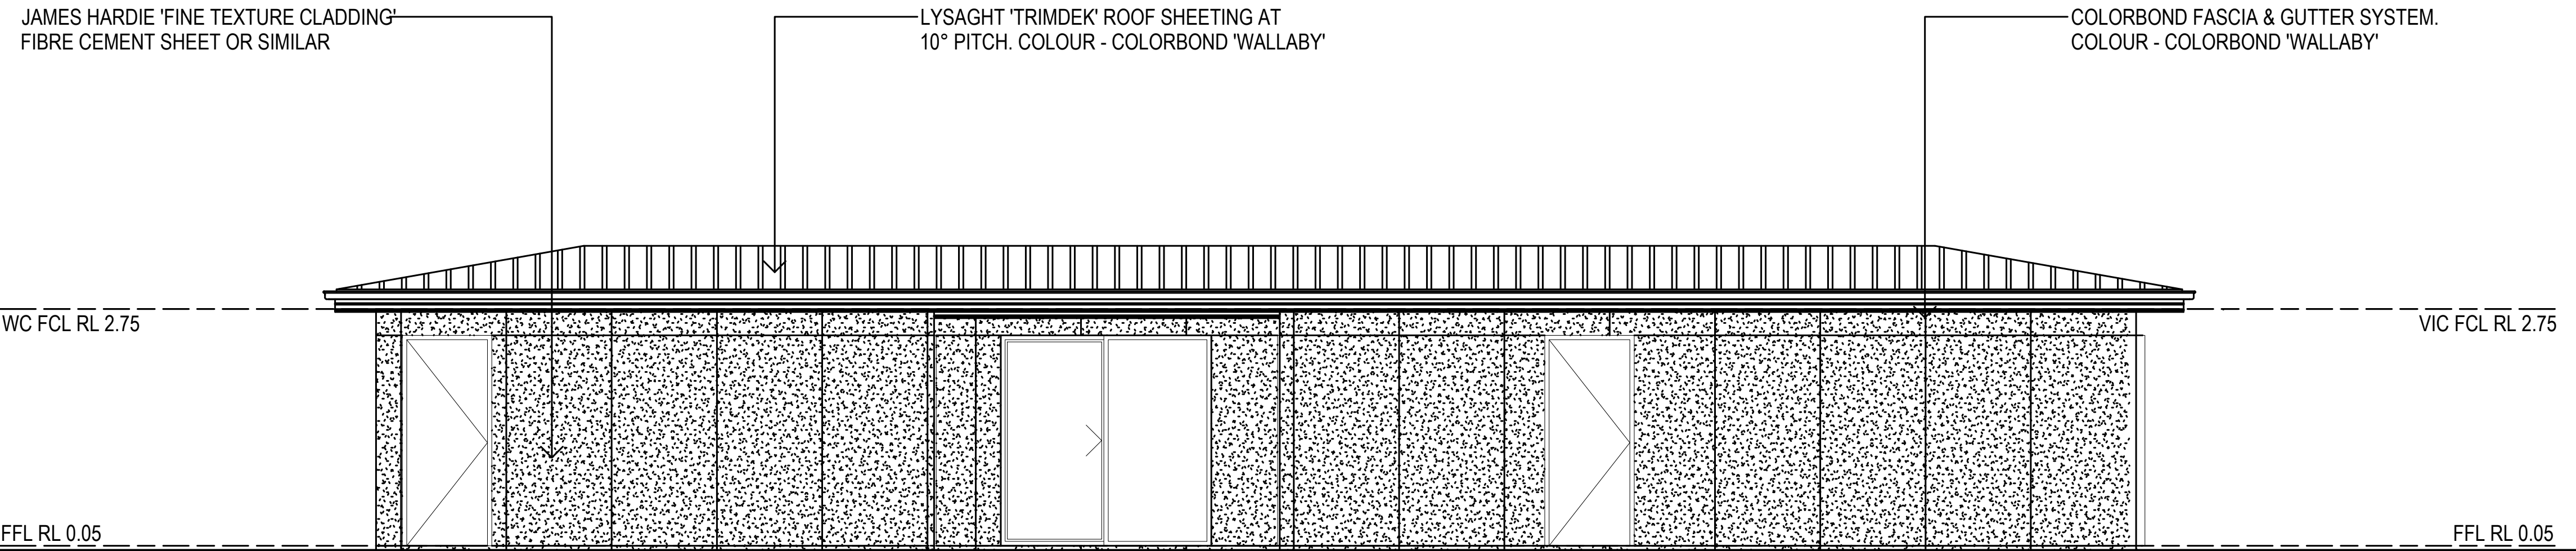 JAMES HARDIE 'FINE TEXTURE CLADDING'
FIBRE CEMENT SHEET OR SIMILAR
LYSAGHT 'TRIMDEK' ROOF SHEETING AT
10° PITCH. COLOUR - COLORBOND 'WALLABY'
COLORBOND FASCIA & GUTTER SYSTEM.
COLOUR - COLORBOND 'WALLABY'
WC FCL RL 2.75
VIC FCL RL 2.75
FFL RL 0.05
FFL RL 0.05